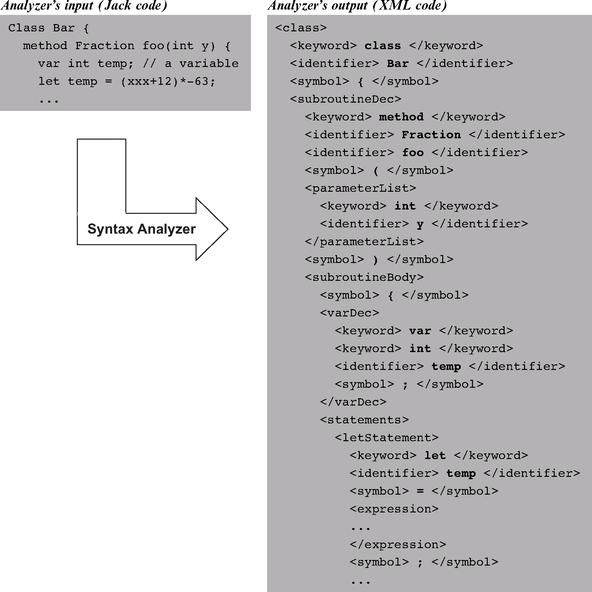 Analyzer's input (Jack code)
Class Bar {
method Fraction foo(int y) {
var int temp; // a variable
let temp = (xxx+12)*-63;
...
Syntax Analyzer
Analyzer's output (XML code)
<class>
<keyword> class </keyword>
<identifier> Bar </identifier>
<symbol> { </symbol>
<subroutineDec>
<keyword> method </keyword>
<identifier> Fraction </identifier>
<identifier> foo </identifier>
<symbol> ( </symbol>
<parameterList>
<keyword> int </keyword>
<identifier> y </identifier>
</parameterList>
<symbol> ) </symbol>
<subroutineBody>
<symbol> { </symbol>
<varDec>
<keyword> var </keyword>
<keyword> int </keyword>
<identifier> temp </identifier>
<symbol> ; </symbol>
</varDec>
<statements>
<letStatement>
<keyword> let </keyword>
<identifier> temp </identifier>
<symbol> = </symbol>
<expression>
...
</expression>
<symbol> ; </symbol>
...